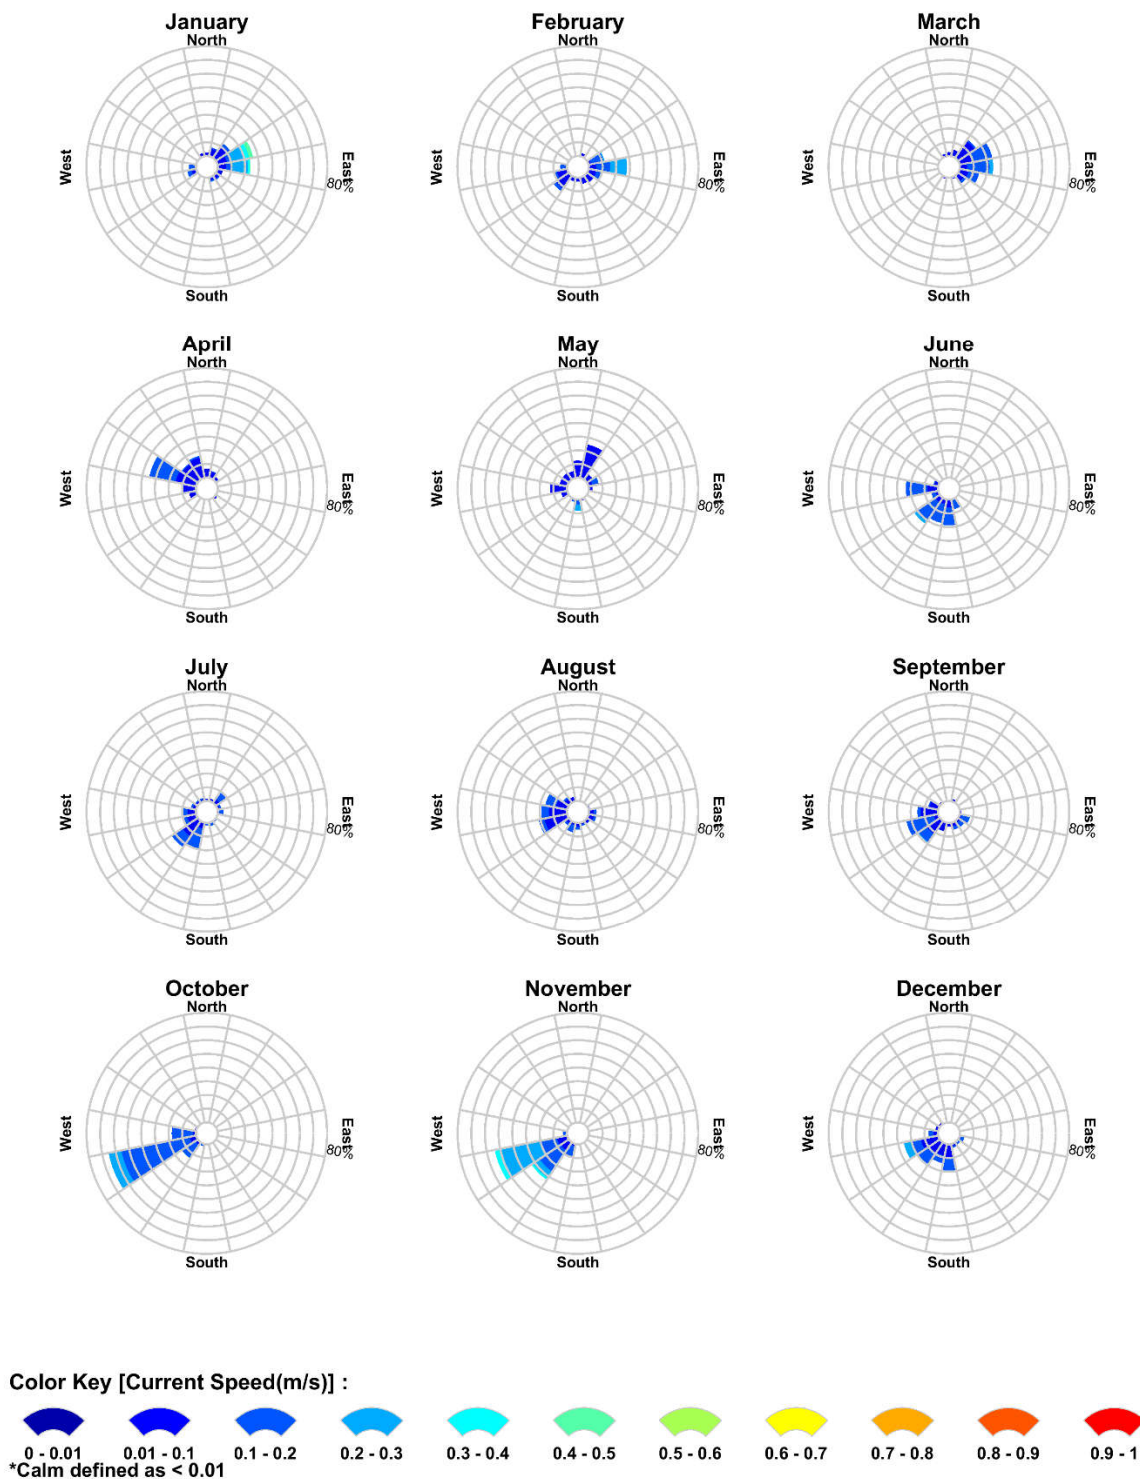 January February March
North North North
West East 80% West East 80% West East 80%
South South South
April May June
North North North
West East 80% West East 80% West East 80%
South South South
July August September
North North North
West East 80% West East 80% West East 80%
South South South
October November December
North North North
West East 80% West East 80% West East 80%
South South South
Color Key [Current Speed(m/s)] :
0 - 0.01 0.01 - 0.1 0.1 - 0.2 0.2 - 0.3 0.3 - 0.4 0.4 - 0.5 0.5 - 0.6 0.6 - 0.7 0.7 - 0.8 0.8 - 0.9 0.9 - 1
*Calm defined as < 0.01